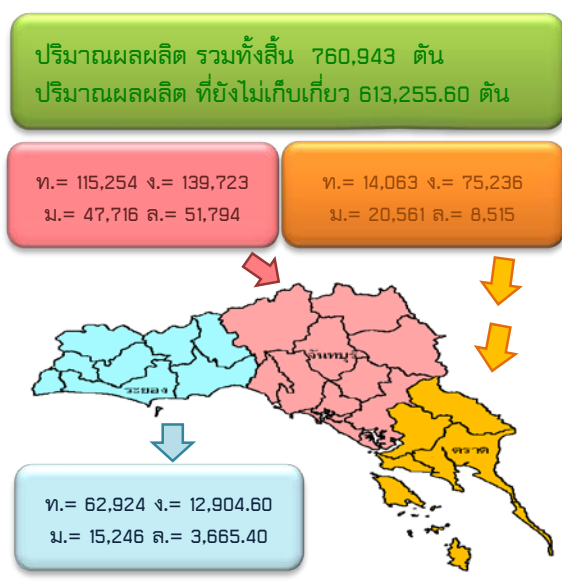 ปริมาณผลผลิต รวมทั้งสิ้น 760,943 ตัน
ปริมาณผลผลิต ที่ยังไม่เก็บเกี่ยว 613,255.60 ตัน
ท.= 115,254 ง.= 139,723
ม.= 47,716 ล.= 51,794
ท.= 14,063 ง.= 75,236
ม.= 20,561 ล.= 8,515
จันทบุรี
ระยอง
ตราด
ท.= 62,924 ง.= 12,904.60
ม.= 15,246 ล.= 3,665.40